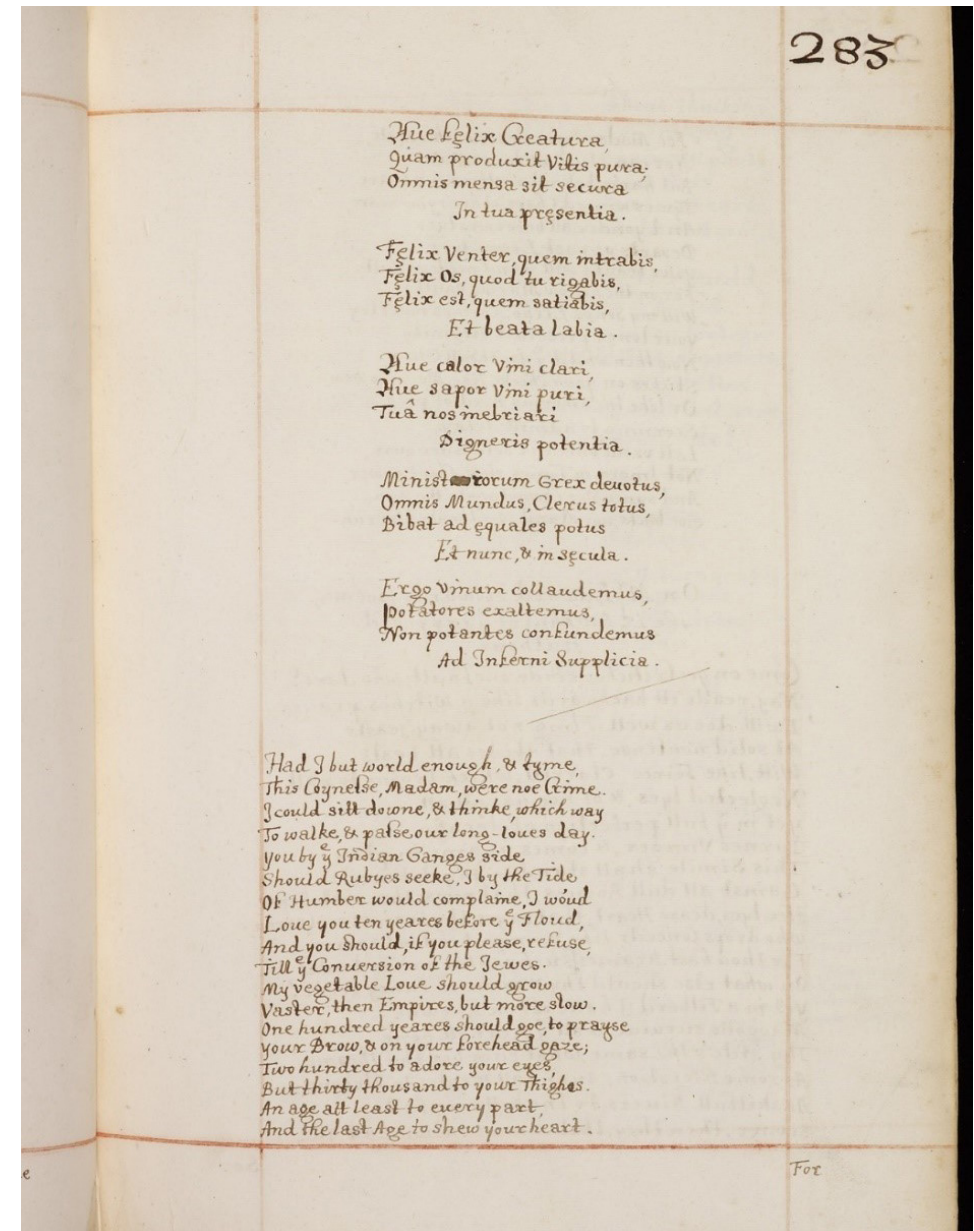 283
Aue fęlix Creatura,
Quam produxit Vitis pura;
Omnis mensa sit secura
In tua pręsentia.
Fęlix Venter, quem intrabis,
Fęlix Os, quod tu rigabis,
Fęlix est, quem satiabis,
Et beata labia.
Aue calor Vini clari,
Aue sapor Vini puri,
Tuâ nos inebriari
Digneris potentia.
Ministrorum Grex deuotus,
Omnis Mundus, Clerus totus,
Bibat ad ęquales potus
Et nunc, & in sęcula.
Ergo Vinum collaudemus,
Potatores exaltemus,
Non potantes confundemus
Ad Inferni Supplicia.
Had I but world enough, & tyme,
This Coynesse, Madam, were noe Crime.
I could sitt downe, & thinke, which way
To walke, & passe our long-loues day.
You by yᵉ Indian Ganges side
Should Rubyes seeke, I by the Tide
Of Humber would complaine, I wou'd
Loue you ten yeares before yᵉ Floud,
And you should, if you please, refuse,
Till yᵉ Conuersion of the Jewes.
My vegetable Loue should grow
Vaster, then Empires, but more slow.
One hundred yeares should goe, to prayse
your Brow, & on your forehead gaze;
Two hundred to adore your eyes,
But thirty thousand to your Thighes.
An age att least to euery part,
And the last Age to shew your heart.
For